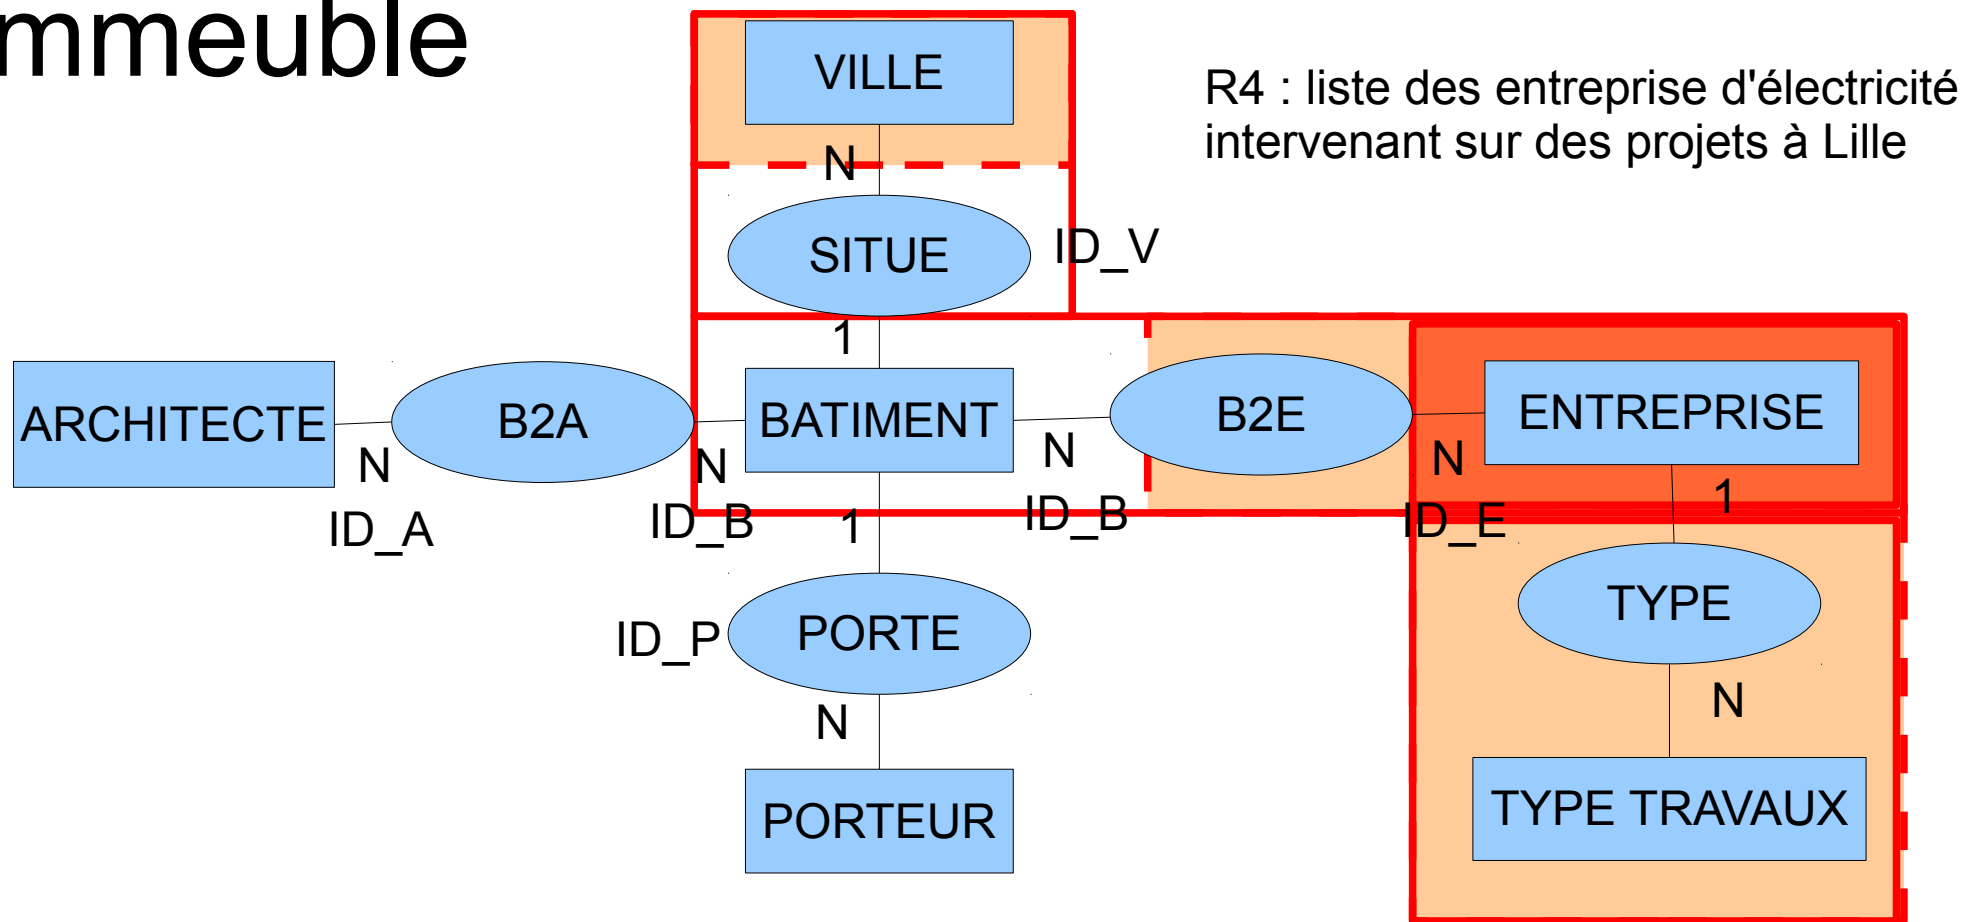 mmeuble
VILLE
R4 : liste des entreprise d'électricité
intervenant sur des projets à Lille
N
SITUE
ID_V
1
ARCHITECTE
B2A
BATIMENT
B2E
ENTREPRISE
N
N
N
N
ID_A
ID_B
1
ID_B
ID_E
1
TYPE
ID_P
PORTE
N
N
TYPE TRAVAUX
PORTEUR